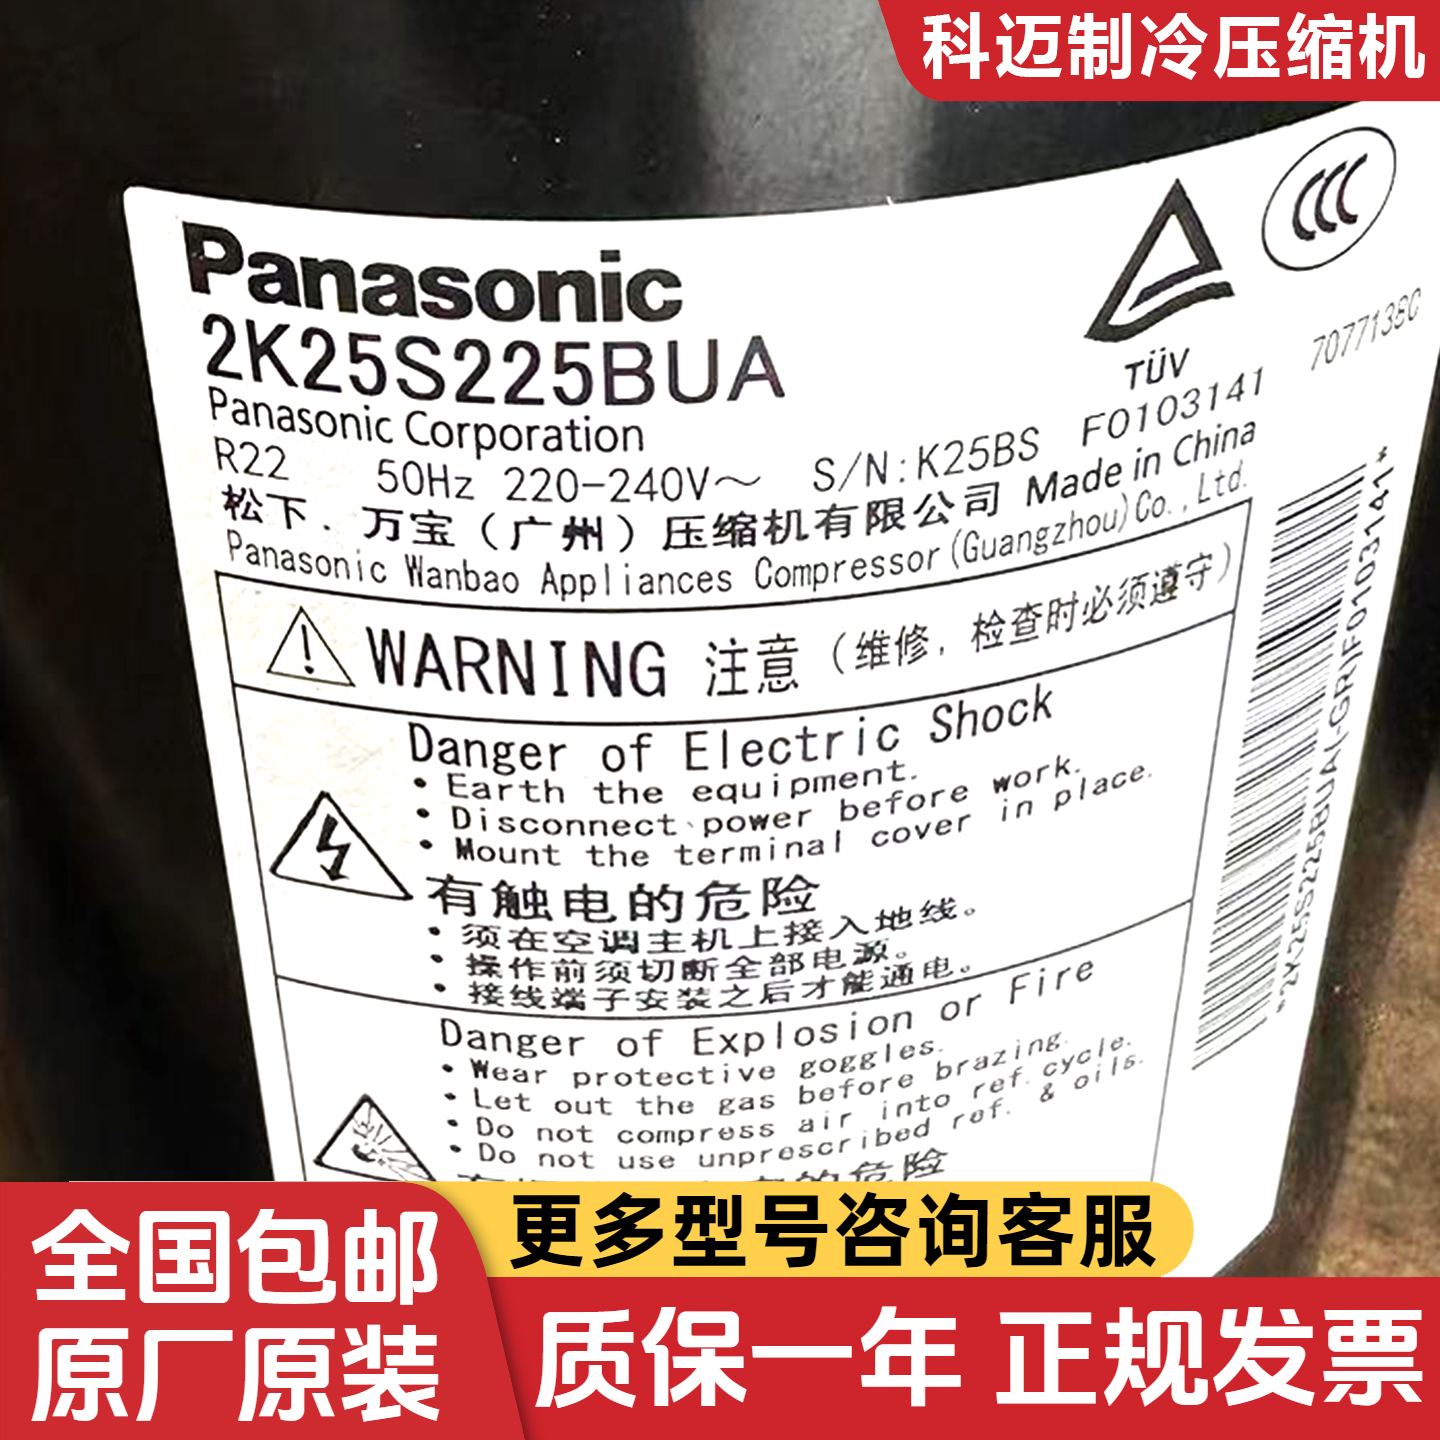 科迈制冷压缩机
CCC
Panasonic
2K25S225BUA
TÜV
7077138C
Panasonic Corporation
R22 50Hz 220-240V～ S/N:K25BS F0103141
松下.万宝（广州）压缩机有限公司 Made in China
Panasonic Wanbao Appliances Compressor(Guangzhou)Co.,Ltd.
WARNING 注意（维修，检查时必须遵守）
Danger of Electric Shock
• Earth the equipment.
• Disconnect power before work.
• Mount the terminal cover in place.
有触电的危险
• 须在空调主机上接入地线。
• 操作前须切断全部电源。
• 接线端子安装之后才能通电。
Danger of Explosion or Fire
• Wear protective goggles.
• Let out the gas before brazing.
• Do not compress air into ref.cycle.
• Do not use unprescribed ref. & oils.
的危险
*2K25S225BUA(-GR)F0103141*
更多型号咨询客服
全国包邮
原厂原装
质保一年 正规发票